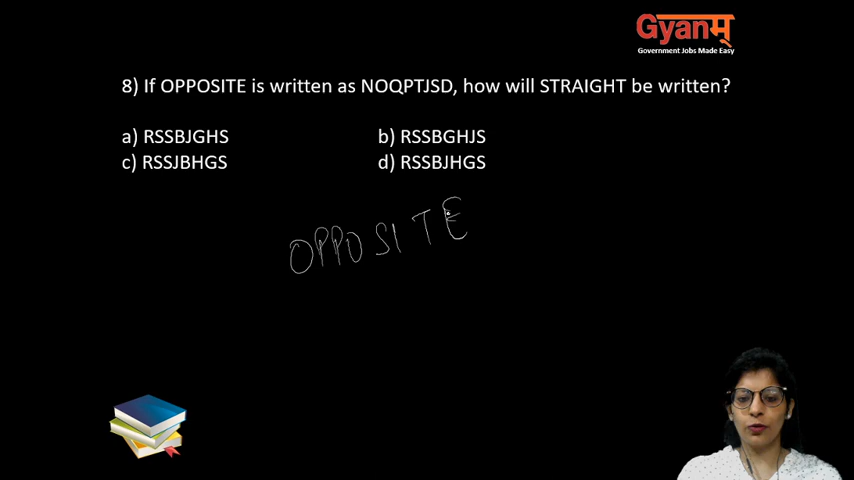 Gyanम्
Government Jobs Made Easy
8) If OPPOSITE is written as NOQPTJSD, how will STRAIGHT be written?
a) RSSBJGHS b) RSSBGHJS
c) RSSJBHGS d) RSSBJHGS
OPPOSITE